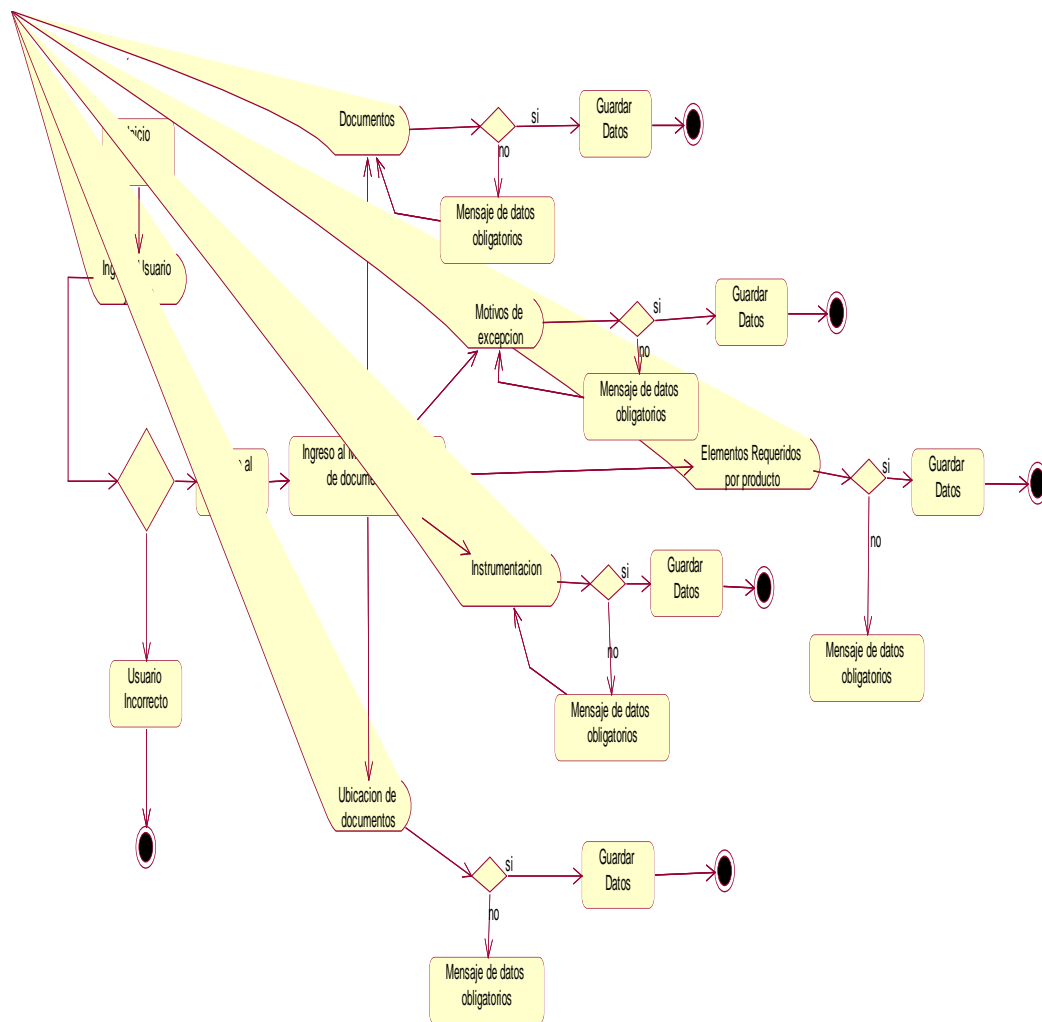 Documentos
si
Guardar
Datos
no
Mensaje de datos
obligatorios
Usuario
Motivos de
excepcion
si
Guardar
Datos
no
Mensaje de datos
obligatorios
Ingreso al
de
Elementos Requeridos
por producto
si
Guardar
Datos
no
Mensaje de datos
obligatorios
al
Instrumentacion
si
Guardar
Datos
no
Mensaje de datos
obligatorios
Usuario
Incorrecto
Ubicacion de
documentos
si
Guardar
Datos
no
Mensaje de datos
obligatorios